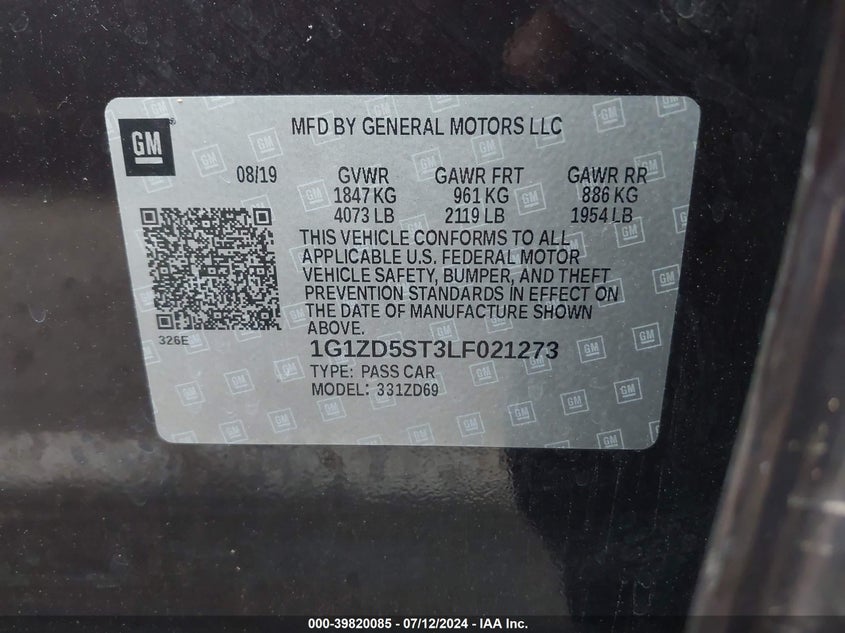 GM
MFD BY GENERAL MOTORS LLC
08/19 GVWR GAWR FRT GAWR RR
1847 KG 961 KG 886 KG
4073 LB 2119 LB 1954 LB
THIS VEHICLE CONFORMS TO ALL
APPLICABLE U.S. FEDERAL MOTOR
VEHICLE SAFETY, BUMPER, AND THEFT
PREVENTION STANDARDS IN EFFECT ON
THE DATE OF MANUFACTURE SHOWN
ABOVE.
326E
1G1ZD5ST3LF021273
TYPE: PASS CAR
MODEL: 331ZD69
000-39820085 - 07/12/2024 - IAA Inc.